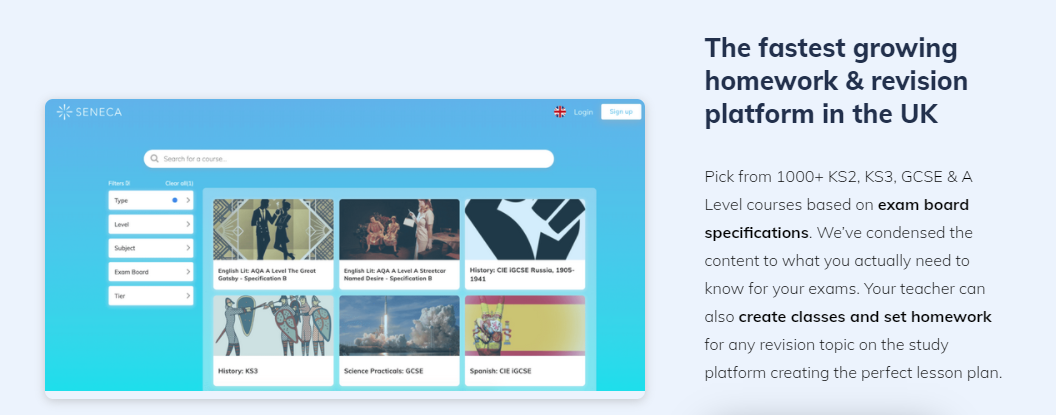 SENECA
Login
Sign up
Search for a course...
Filters
Clear all(1)
Type
Level
Subject
Exam Board
Tier
English Lit: AQA A Level The Great
Gatsby - Specification B
English Lit: AQA A Level A Streetcar
Named Desire - Specification B
History: CIE iGCSE Russia, 1905-
1941
History: KS3
Science Practicals: GCSE
Spanish: CIE iGCSE
The fastest growing
homework & revision
platform in the UK
Pick from 1000+ KS2, KS3, GCSE & A
Level courses based on exam board
specifications. We’ve condensed the
content to what you actually need to
know for your exams. Your teacher can
also create classes and set homework
for any revision topic on the study
platform creating the perfect lesson plan.